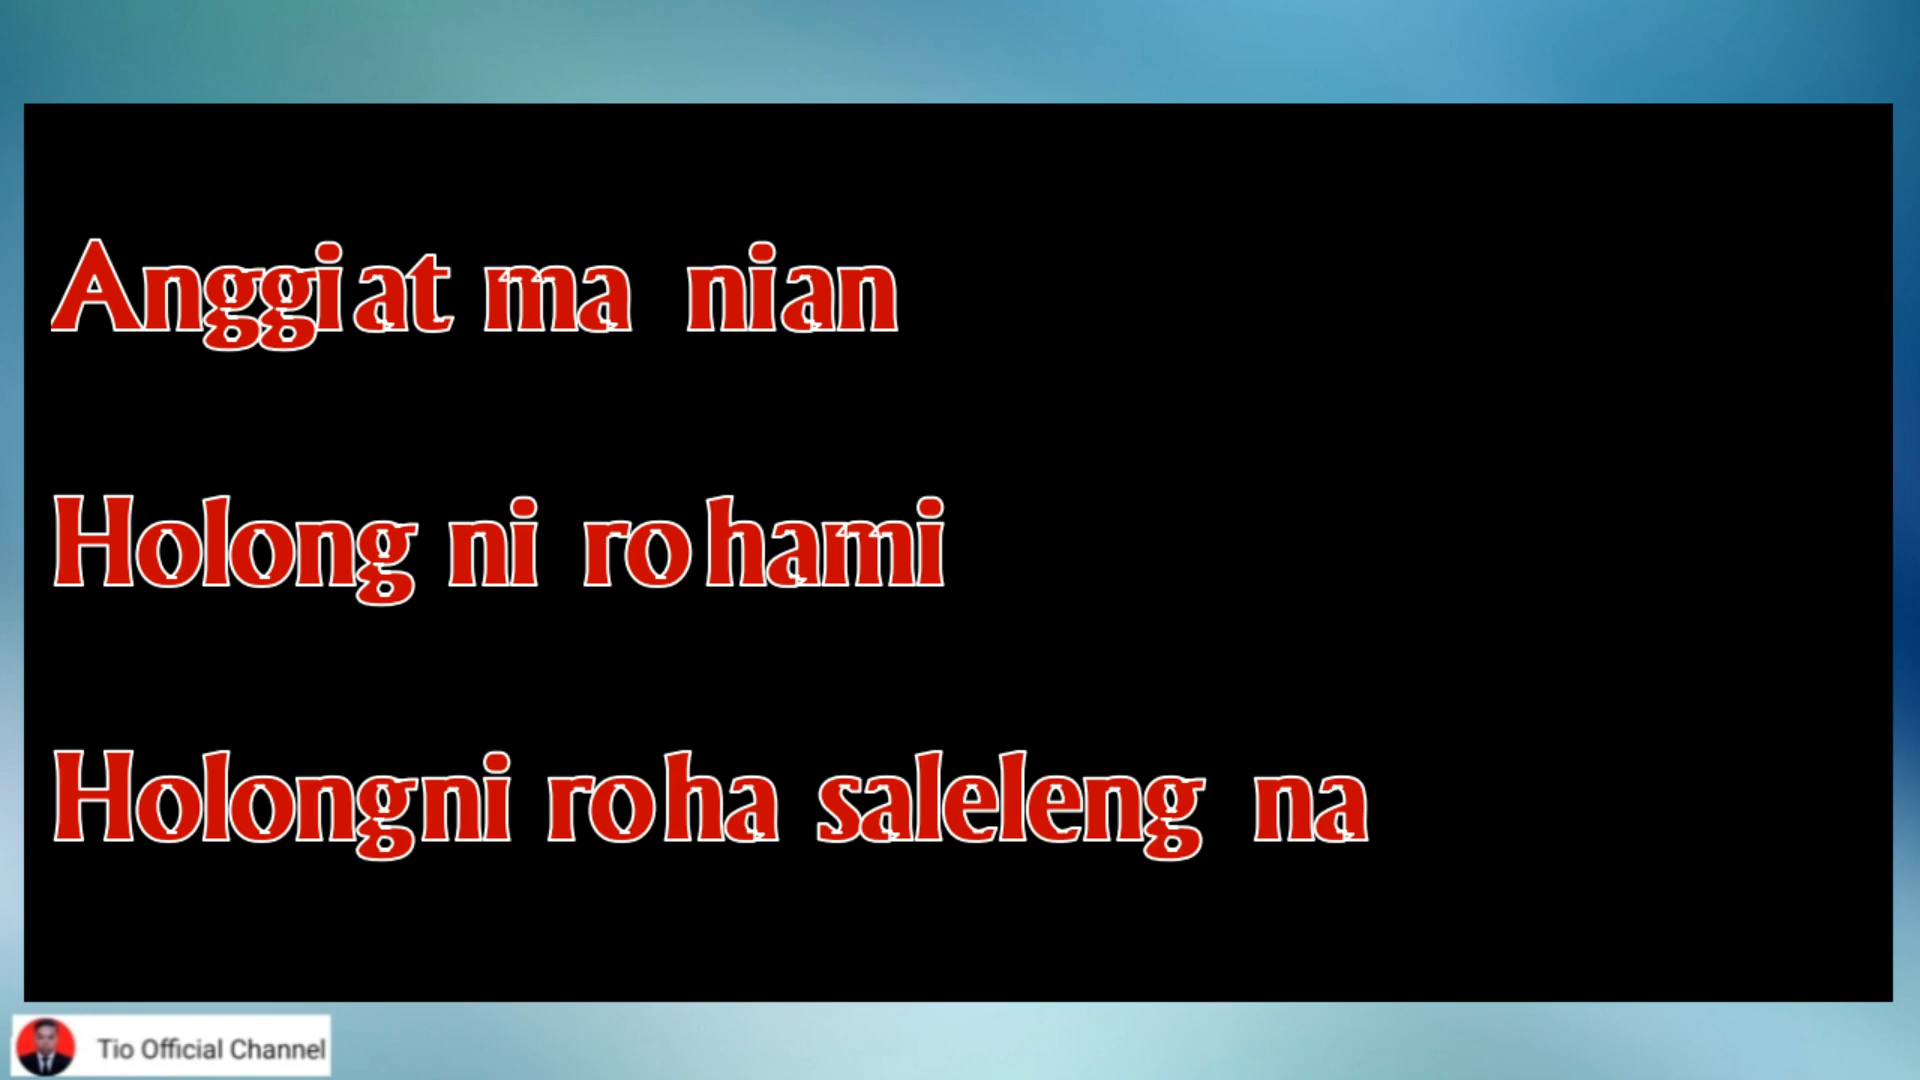 Anggiat ma nian
Holong ni rohami
Holongni roha saleleng na
Tio Official Channel